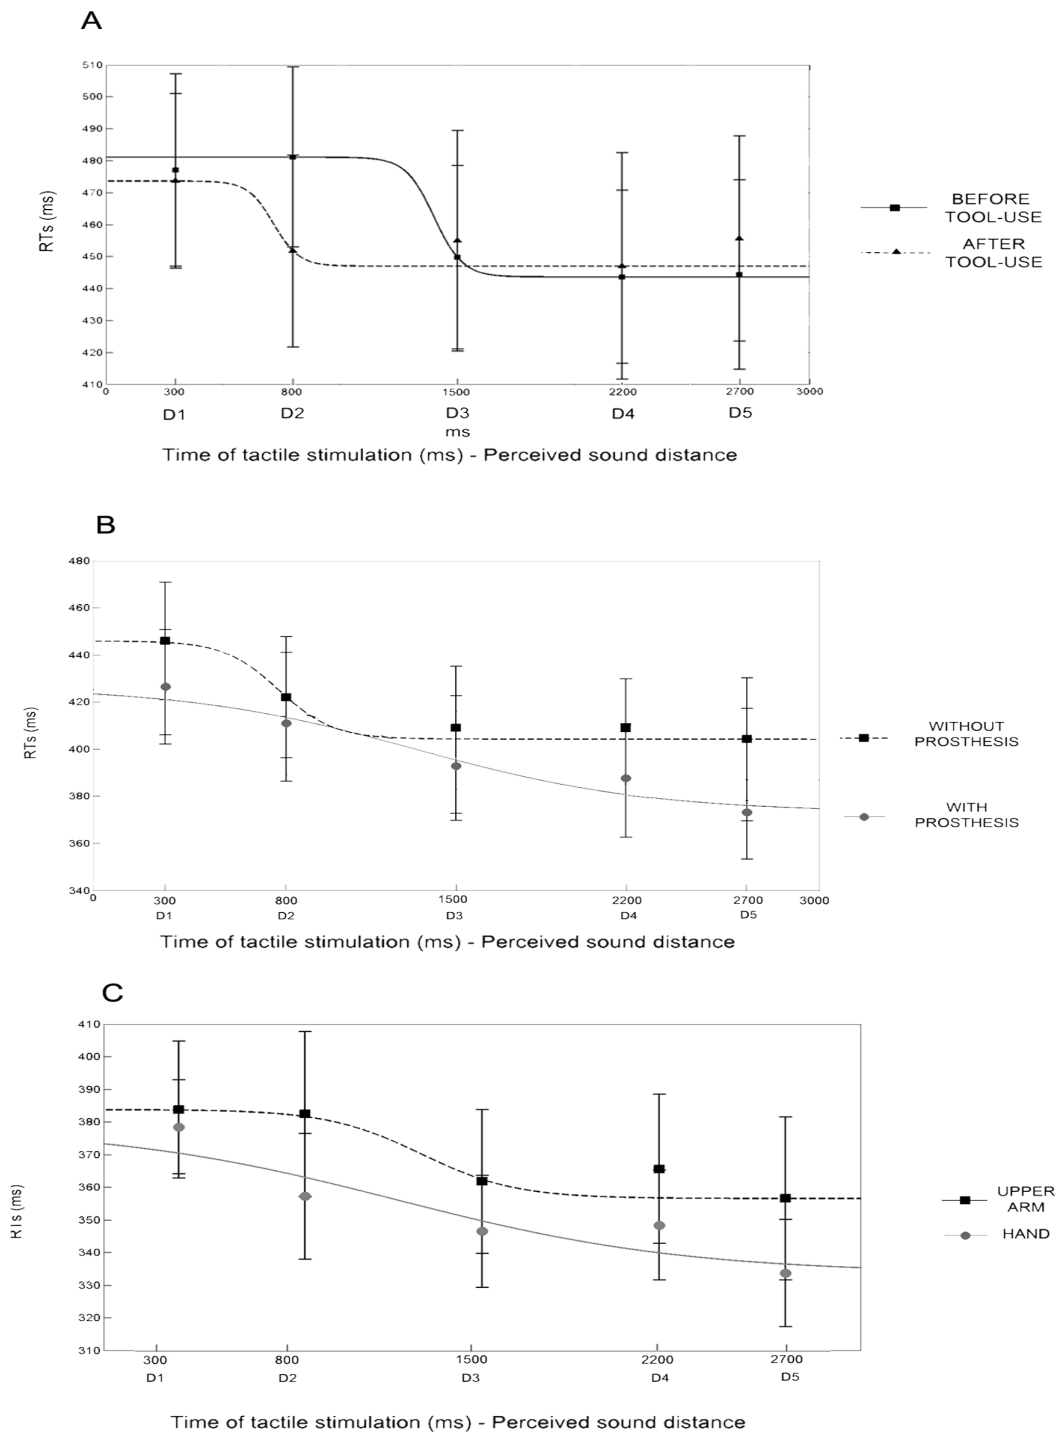 A
510
500
490
480
470
460
450
440
430
420
410
RTs (ms)
0 300 800 1500 2200 2700 3000
D1 D2 D3 D4 D5
ms
Time of tactile stimulation (ms) - Perceived sound distance
BEFORE
TOOL-USE
AFTER
TOOL-USE
B
480
460
440
420
400
380
360
340
RTs (ms)
0 300 800 1500 2200 2700 3000
D1 D2 D3 D4 D5
Time of tactile stimulation (ms) - Perceived sound distance
WITHOUT
PROSTHESIS
WITH
PROSTHESIS
C
410
400
390
380
370
360
350
340
330
320
310
RTs (ms)
300 800 1500 2200 2700
D1 D2 D3 D4 D5
Time of tactile stimulation (ms) - Perceived sound distance
UPPER
ARM
HAND